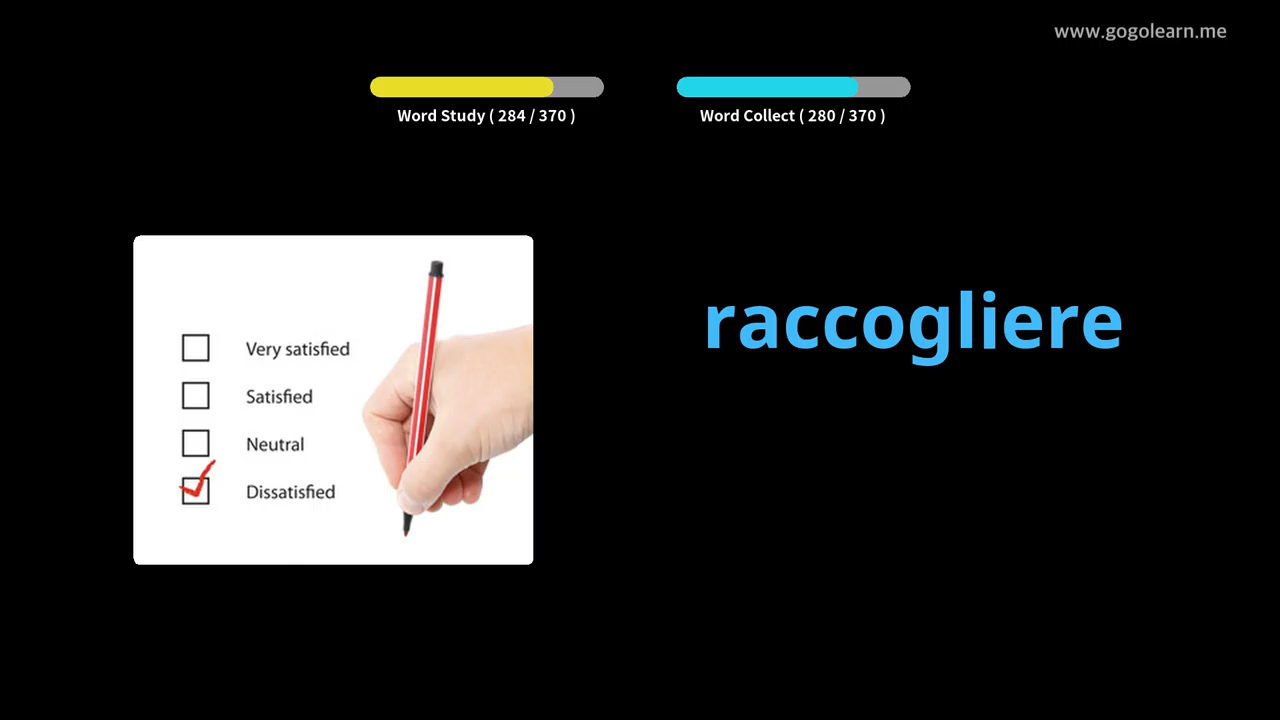 www.gogolearn.me
Word Study ( 284 / 370 )
Word Collect ( 280 / 370 )
raccogliere
Very satisfied
Satisfied
Neutral
Dissatisfied